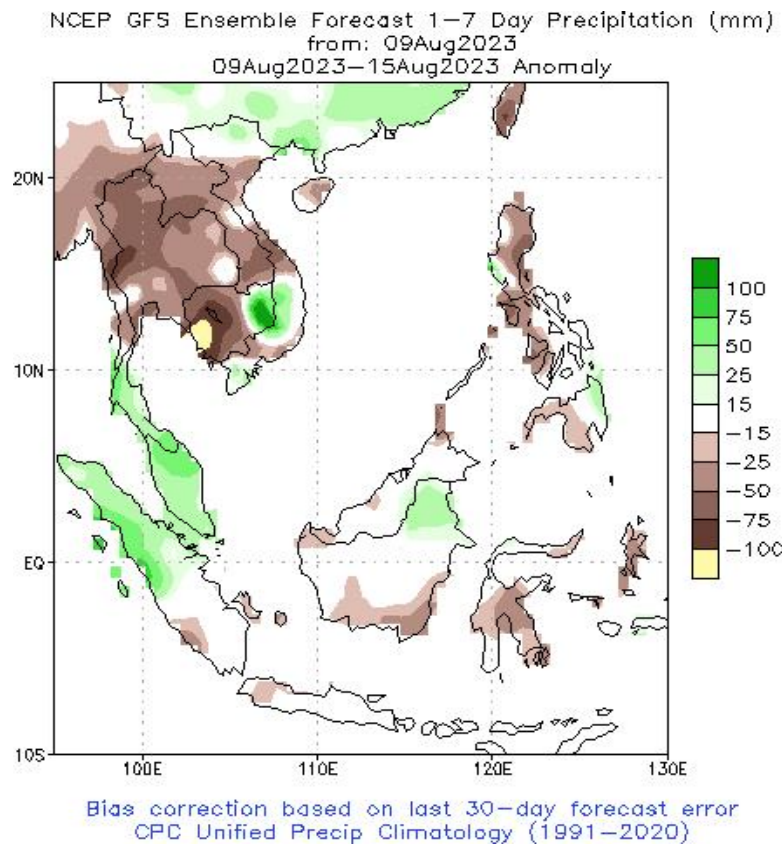 NCEP GFS Ensemble Forecast 1-7 Day Precipitation (mm)
from: 09Aug2023
09Aug2023-15Aug2023 Anomaly
20N
10N
EQ
10S
100E
110E
120E
130E
100
75
50
25
15
-15
-25
-50
-75
-100
Bias correction based on last 30-day forecast error
CPC Unified Precip Climatology (1991-2020)